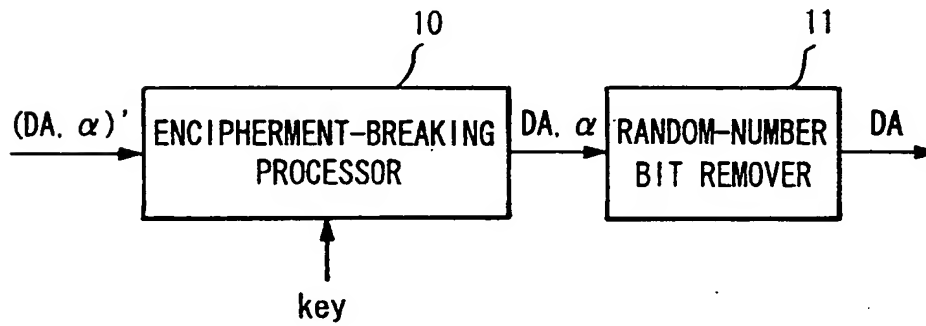 10
11
(DA, α)'
ENCIPHERMENT-BREAKING
PROCESSOR
DA, α
RANDOM-NUMBER
BIT REMOVER
DA
key